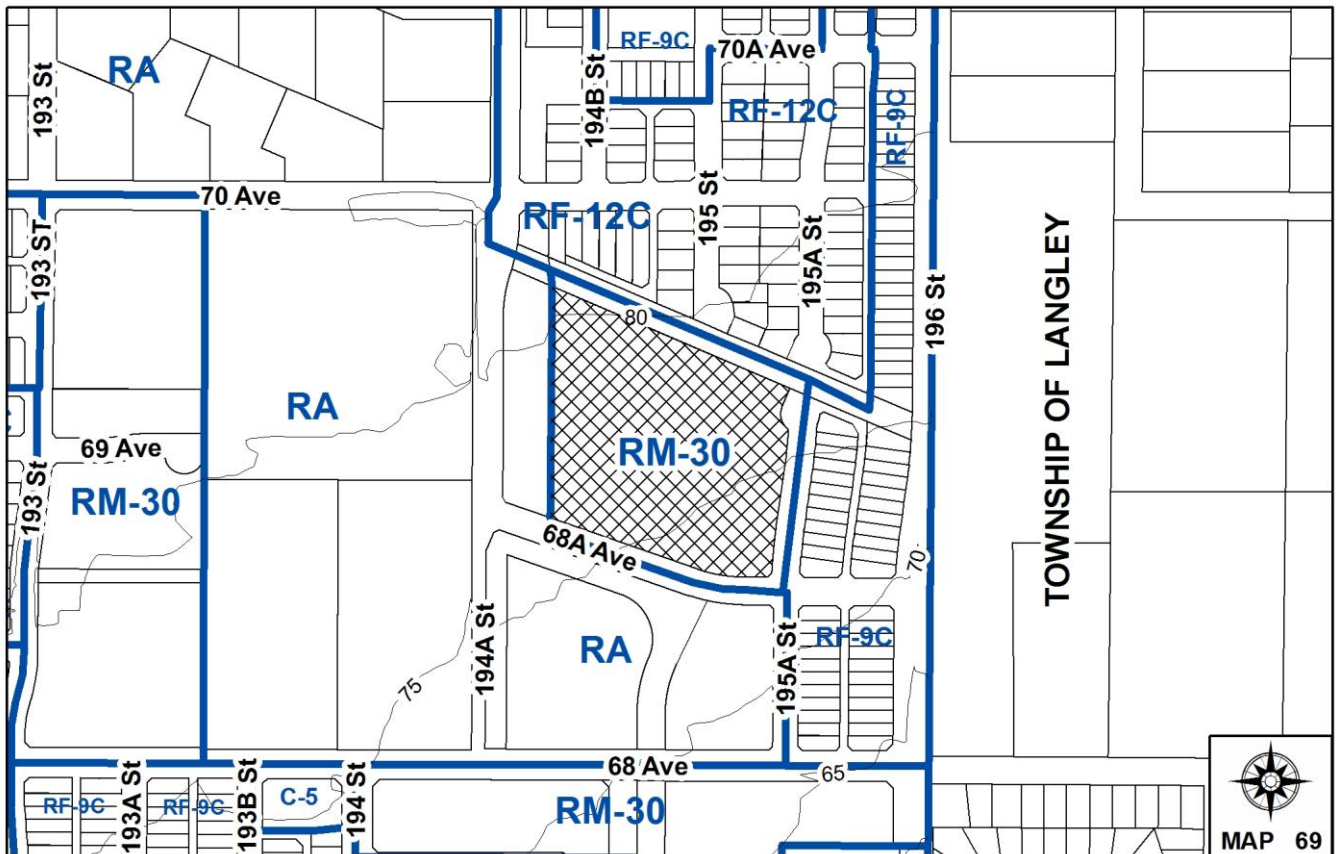 RF-9C
70A Ave
RA
193 St
194B St
RF-12C
RF-9C
70 Ave
RF-12C
195 St
193 ST
195A St
196 St
TOWNSHIP OF LANGLEY
80
RA
69 Ave
RM-30
193 St
RM-30
68A Ave
70
194A St
RA
RF-9C
195A St
75
68 Ave
65
RF-9C
193A St
RF-9C
193B St
C-5
194 St
RM-30
MAP 69